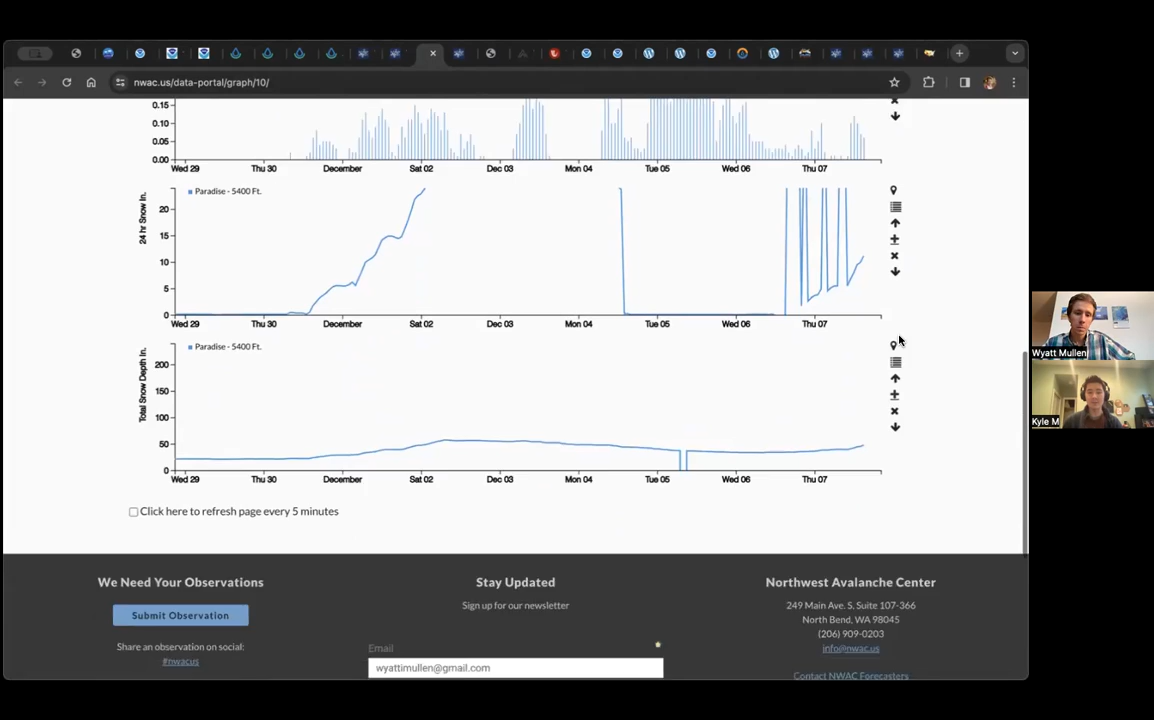 nwac.us/data-portal/graph/10/
0.15
0.10
0.05
0.00
Wed 29 Thu 30 December Sat 02 Dec 03 Mon 04 Tue 05 Wed 06 Thu 07
Paradise - 5400 Ft.
24 hr Snow In.
20
15
10
5
0
Wed 29 Thu 30 December Sat 02 Dec 03 Mon 04 Tue 05 Wed 06 Thu 07
Paradise - 5400 Ft.
Total Snow Depth In.
200
150
100
50
0
Wed 29 Thu 30 December Sat 02 Dec 03 Mon 04 Tue 05 Wed 06 Thu 07
Click here to refresh page every 5 minutes
We Need Your Observations
Submit Observation
Share an observation on social:
#nwacus
Stay Updated
Sign up for our newsletter
Email
wyattimullen@gmail.com
Northwest Avalanche Center
249 Main Ave. S, Suite 107-366
North Bend, WA 98045
(206) 909-0203
info@nwac.us
Contact NWAC Forecasters
Wyatt Mullen
Kyle M